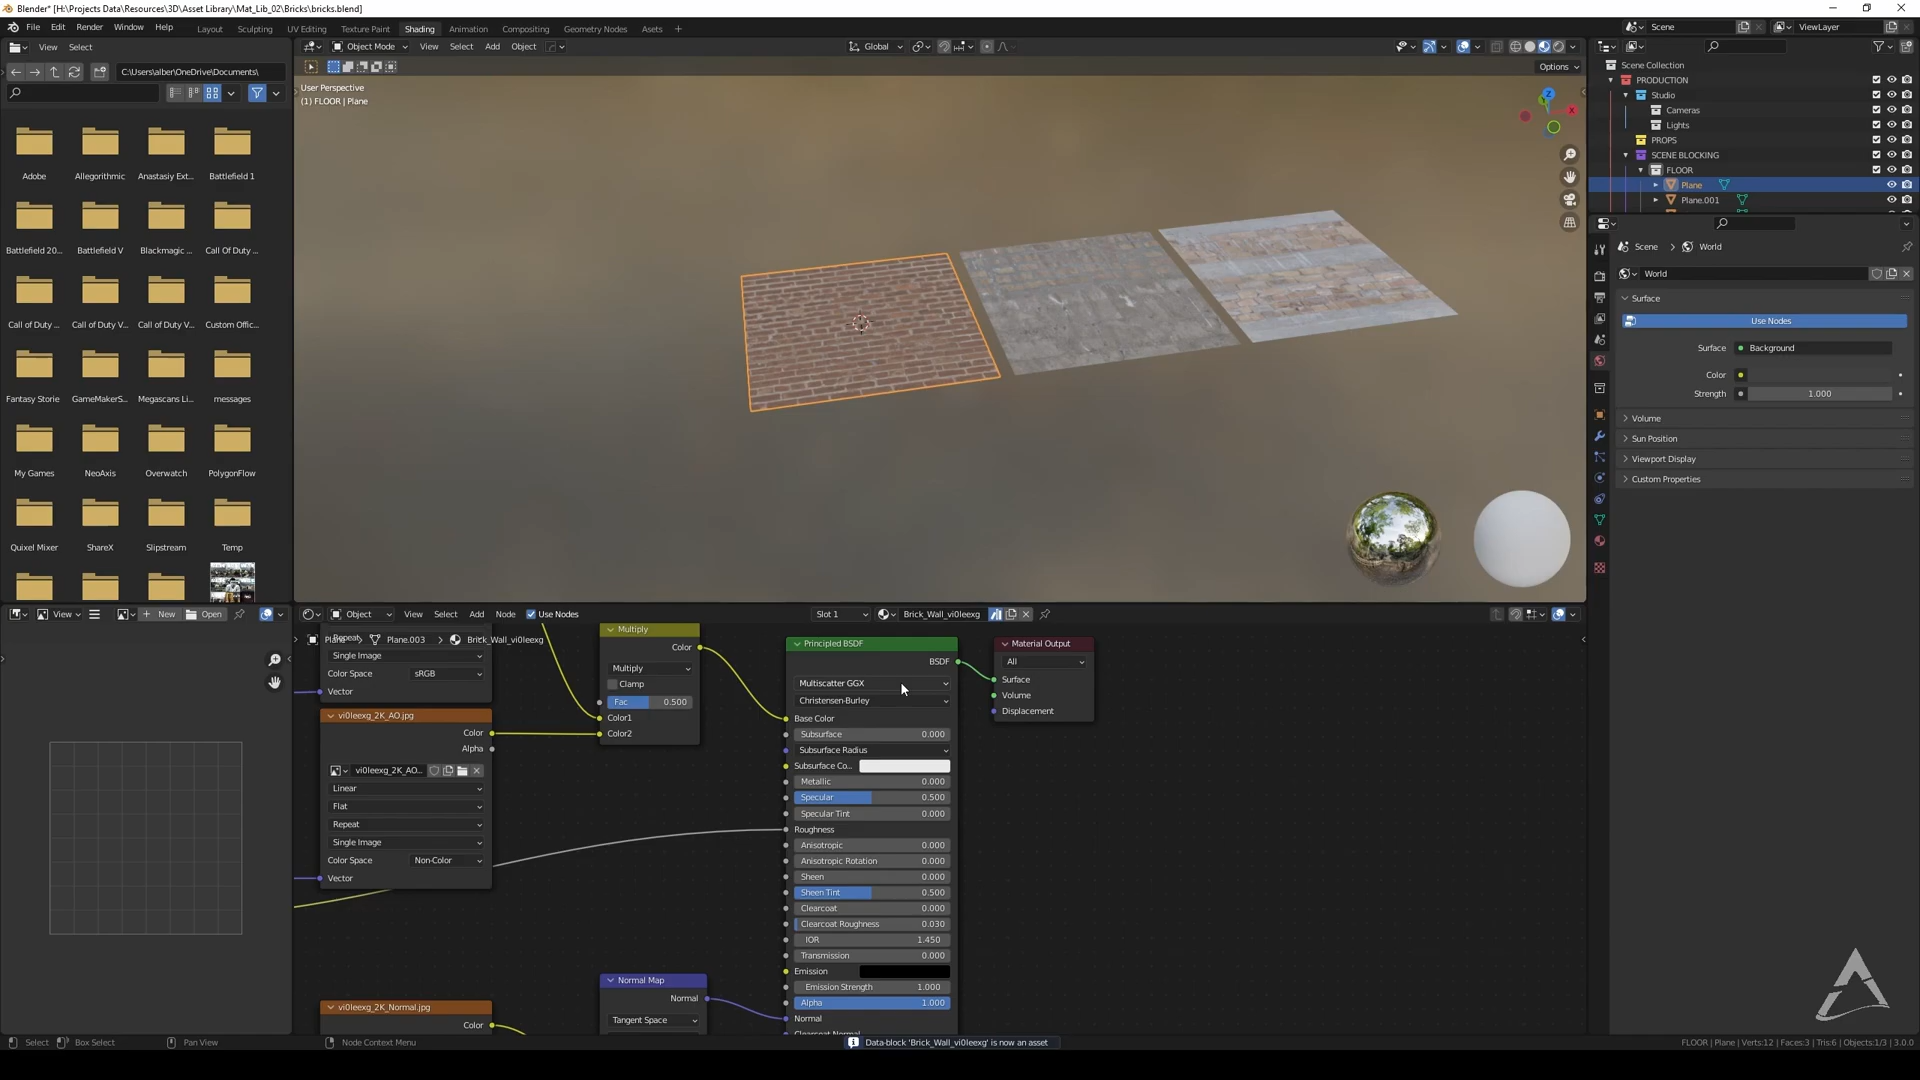 Blender* [H:\Projects Data\Resources\3D\Asset Library\Mat_Lib_02\Bricks\bricks.blend]
File Edit Render Window Help Layout Sculpting UV Editing Texture Paint Shading Animation Compositing Geometry Nodes Assets + Scene ViewLayer
View Select Object Mode View Select Add Object Global
Options
C:\Users\alber\OneDrive\Documents\
User Perspective
(1) FLOOR | Plane
Z
X
Adobe Allegorithmic Anastasiy Ext... Battlefield 1
Battlefield 20... Battlefield V Blackmagic ... Call Of Duty ...
Call of Duty ... Call of Duty V... Call of Duty V... Custom Offic...
Fantasy Storie GameMakerS... Megascans Li... messages
My Games NeoAxis Overwatch PolygonFlow
Quixel Mixer ShareX Slipstream Temp
Scene Collection
PRODUCTION
Studio
Cameras
Lights
PROPS
SCENE BLOCKING
FLOOR
Plane
Plane.001
Scene > World
World
Surface
Use Nodes
Surface Background
Color
Strength 1.000
Volume
Sun Position
Viewport Display
Custom Properties
View + New Open
Object View Select Add Node Use Nodes Slot 1 Brick_Wall_vi0leexg
Plane.003 > Brick_Wall_vi0leexg
Repeat
Single Image
Color Space sRGB
Vector
vi0leexg_2K_AO.jpg
Color
Alpha
vi0leexg_2K_AO...
Linear
Flat
Repeat
Single Image
Color Space Non-Color
Vector
vi0leexg_2K_Normal.jpg
Color
Multiply
Color
Multiply
Clamp
Fac 0.500
Color1
Color2
Normal Map
Normal
Tangent Space
Principled BSDF
BSDF
Multiscatter GGX
Christensen-Burley
Base Color
Subsurface 0.000
Subsurface Radius
Subsurface Co...
Metallic 0.000
Specular 0.500
Specular Tint 0.000
Roughness
Anisotropic 0.000
Anisotropic Rotation 0.000
Sheen 0.000
Sheen Tint 0.500
Clearcoat 0.000
Clearcoat Roughness 0.030
IOR 1.450
Transmission 0.000
Emission
Emission Strength 1.000
Alpha 1.000
Normal
Clearcoat Normal
Material Output
All
Surface
Volume
Displacement
Select Box Select Pan View Node Context Menu Data-block 'Brick_Wall_vi0leexg' is now an asset FLOOR | Plane | Verts:12 | Faces:3 | Tris:6 | Objects:1/3 | 3.0.0